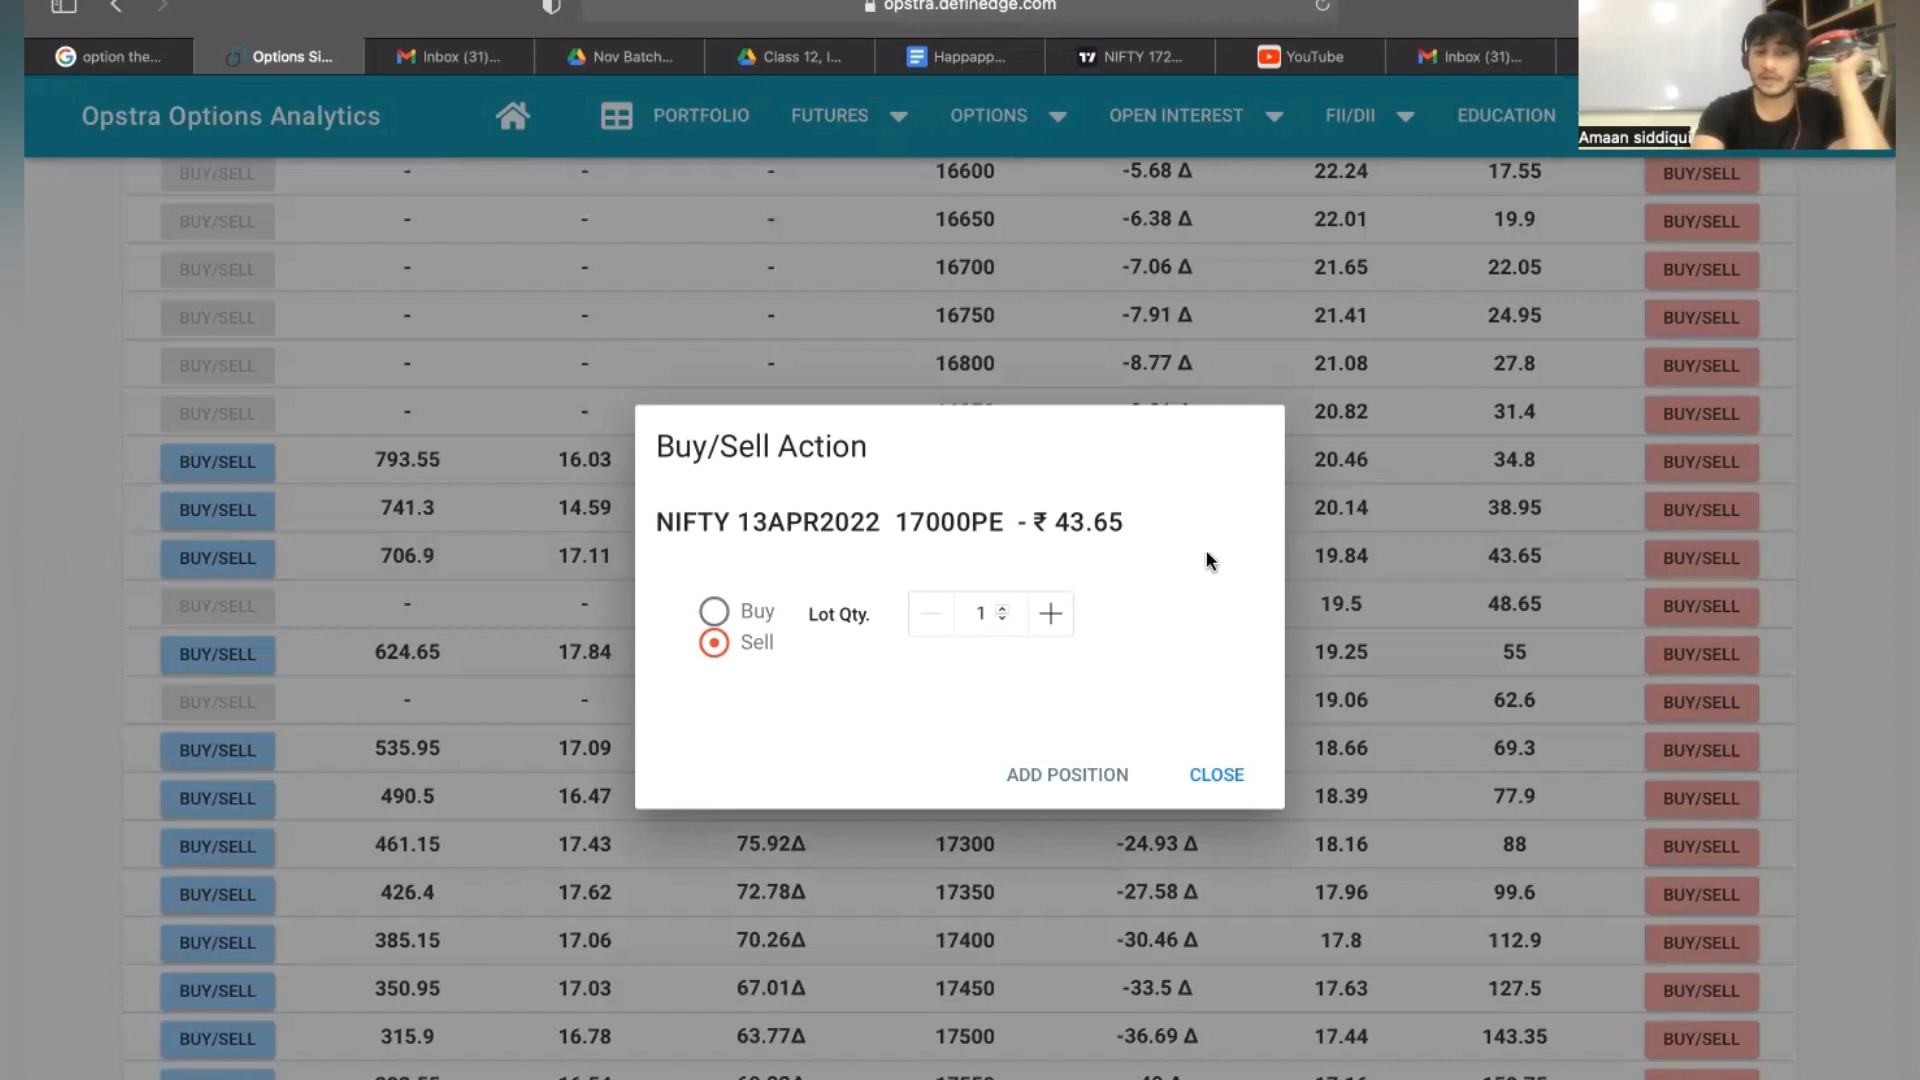 opstra.definedge.com
option the... Options Si... Inbox (31)... Nov Batch... Class 12, I... Happapp... NIFTY 172... YouTube Inbox (31)...
Opstra Options Analytics PORTFOLIO FUTURES OPTIONS OPEN INTEREST FII/DII EDUCATION
Amaan siddiqui
BUY/SELL - - - 16600 -5.68 Δ 22.24 17.55 BUY/SELL
BUY/SELL - - - 16650 -6.38 Δ 22.01 19.9 BUY/SELL
BUY/SELL - - - 16700 -7.06 Δ 21.65 22.05 BUY/SELL
BUY/SELL - - - 16750 -7.91 Δ 21.41 24.95 BUY/SELL
BUY/SELL - - - 16800 -8.77 Δ 21.08 27.8 BUY/SELL
BUY/SELL - - 20.82 31.4 BUY/SELL
BUY/SELL 793.55 16.03 20.46 34.8 BUY/SELL
BUY/SELL 741.3 14.59 20.14 38.95 BUY/SELL
BUY/SELL 706.9 17.11 19.84 43.65 BUY/SELL
BUY/SELL - - 19.5 48.65 BUY/SELL
BUY/SELL 624.65 17.84 19.25 55 BUY/SELL
BUY/SELL - - 19.06 62.6 BUY/SELL
BUY/SELL 535.95 17.09 18.66 69.3 BUY/SELL
BUY/SELL 490.5 16.47 18.39 77.9 BUY/SELL
Buy/Sell Action
NIFTY 13APR2022 17000PE - ₹ 43.65
Buy Lot Qty. 1
Sell
ADD POSITION CLOSE
BUY/SELL 461.15 17.43 75.92Δ 17300 -24.93 Δ 18.16 88 BUY/SELL
BUY/SELL 426.4 17.62 72.78Δ 17350 -27.58 Δ 17.96 99.6 BUY/SELL
BUY/SELL 385.15 17.06 70.26Δ 17400 -30.46 Δ 17.8 112.9 BUY/SELL
BUY/SELL 350.95 17.03 67.01Δ 17450 -33.5 Δ 17.63 127.5 BUY/SELL
BUY/SELL 315.9 16.78 63.77Δ 17500 -36.69 Δ 17.44 143.35 BUY/SELL